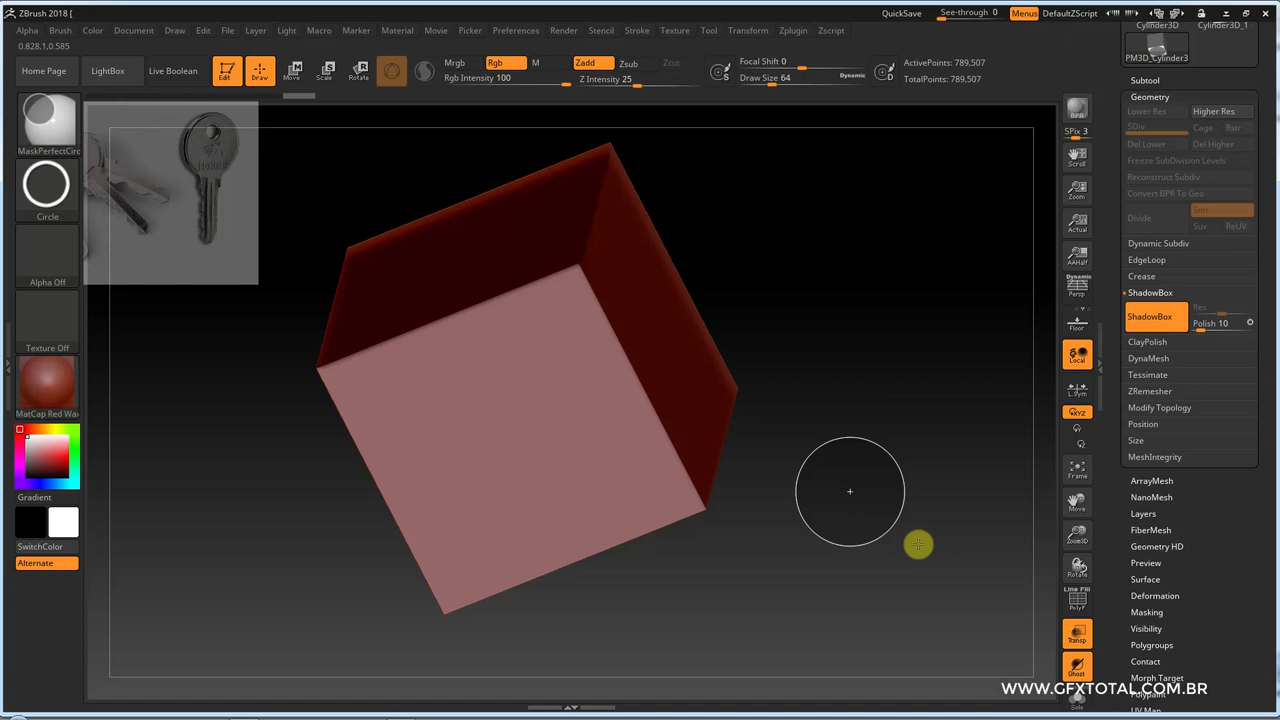 ZBrush 2018 [
QuickSave
See-through 0
Menus
DefaultZScript
Alpha Brush Color Document Draw Edit File Layer Light Macro Marker Material Movie Picker Preferences Render Stencil Stroke Texture Tool Transform Zplugin Zscript
0.828,1.0.585
Home Page
LightBox
Live Boolean
Edit
Draw
Move
Scale
Rotate
Mrgb Rgb M
Rgb Intensity 100
Zadd Zsub Zcut
Z Intensity 25
S
Focal Shift 0
Draw Size 64
Dynamic
D
ActivePoints: 789,507
TotalPoints: 789,507
MaskPerfectCirc
Circle
Alpha Off
Texture Off
MatCap Red Wax
Gradient
SwitchColor
Alternate
BPR
SPix 3
Scroll
Zoom
Actual
AAHalf
Dynamic
Persp
Floor
Local
L.Sym
XYZ
Y
Z
Frame
Move
Zoom3D
Rotate
Line Fill
PolyF
Transp
Ghost
Solo
Cylinder3D
Cylinder3D_1
PM3D_Cylinder3
Subtool
Geometry
Lower Res
Higher Res
SDiv
Cage
Rstr
Del Lower
Del Higher
Freeze SubDivision Levels
Reconstruct Subdiv
Convert BPR To Geo
Divide
Smt
Suv
ReUV
Dynamic Subdiv
EdgeLoop
Crease
ShadowBox
ShadowBox
Res
Polish 10
ClayPolish
DynaMesh
Tessimate
ZRemesher
Modify Topology
Position
Size
MeshIntegrity
ArrayMesh
NanoMesh
Layers
FiberMesh
Geometry HD
Preview
Surface
Deformation
Masking
Visibility
Polygroups
Contact
Morph Target
Polypaint
UV Map
WWW.GFXTOTAL.COM.BR